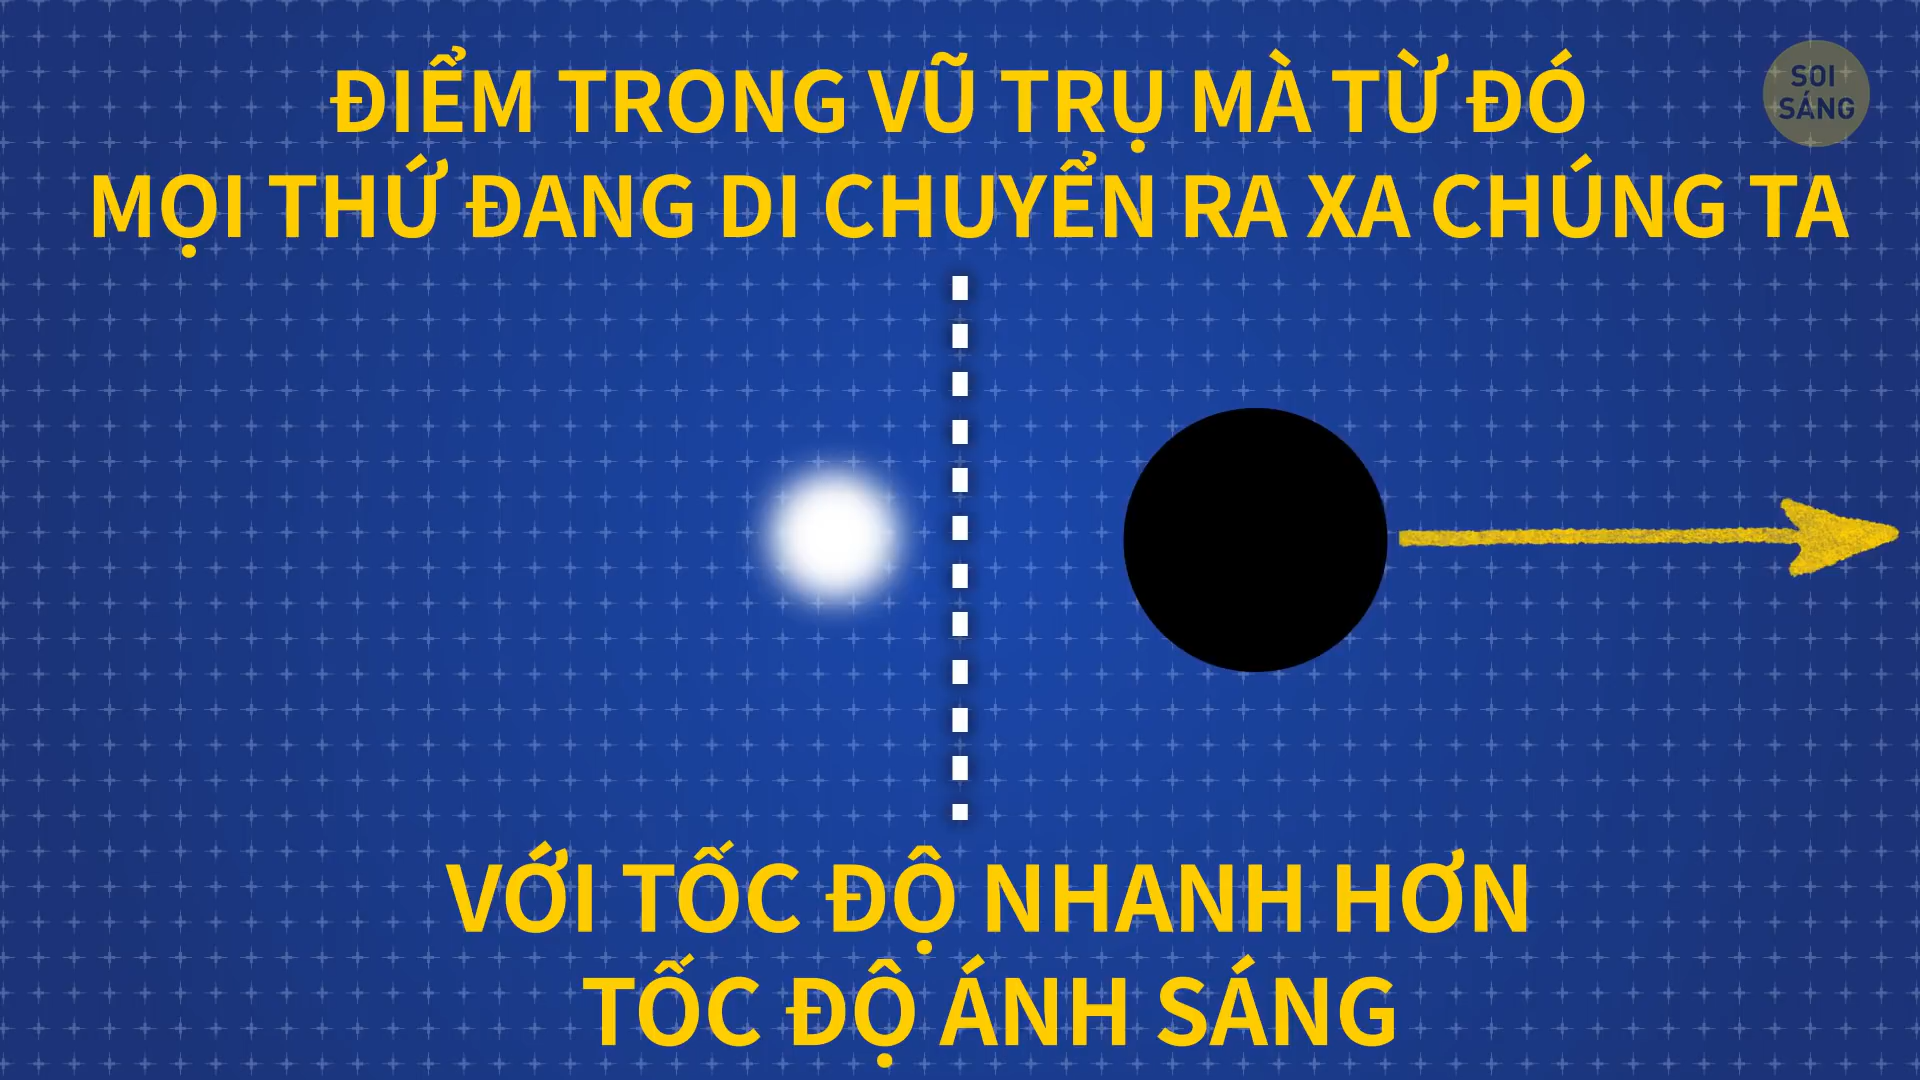 ĐIỂM TRONG VŨ TRỤ MÀ TỪ ĐÓ
MỌI THỨ ĐANG DI CHUYỂN RA XA CHÚNG TA
SOI
SÁNG
VỚI TỐC ĐỘ NHANH HƠN
TỐC ĐỘ ÁNH SÁNG